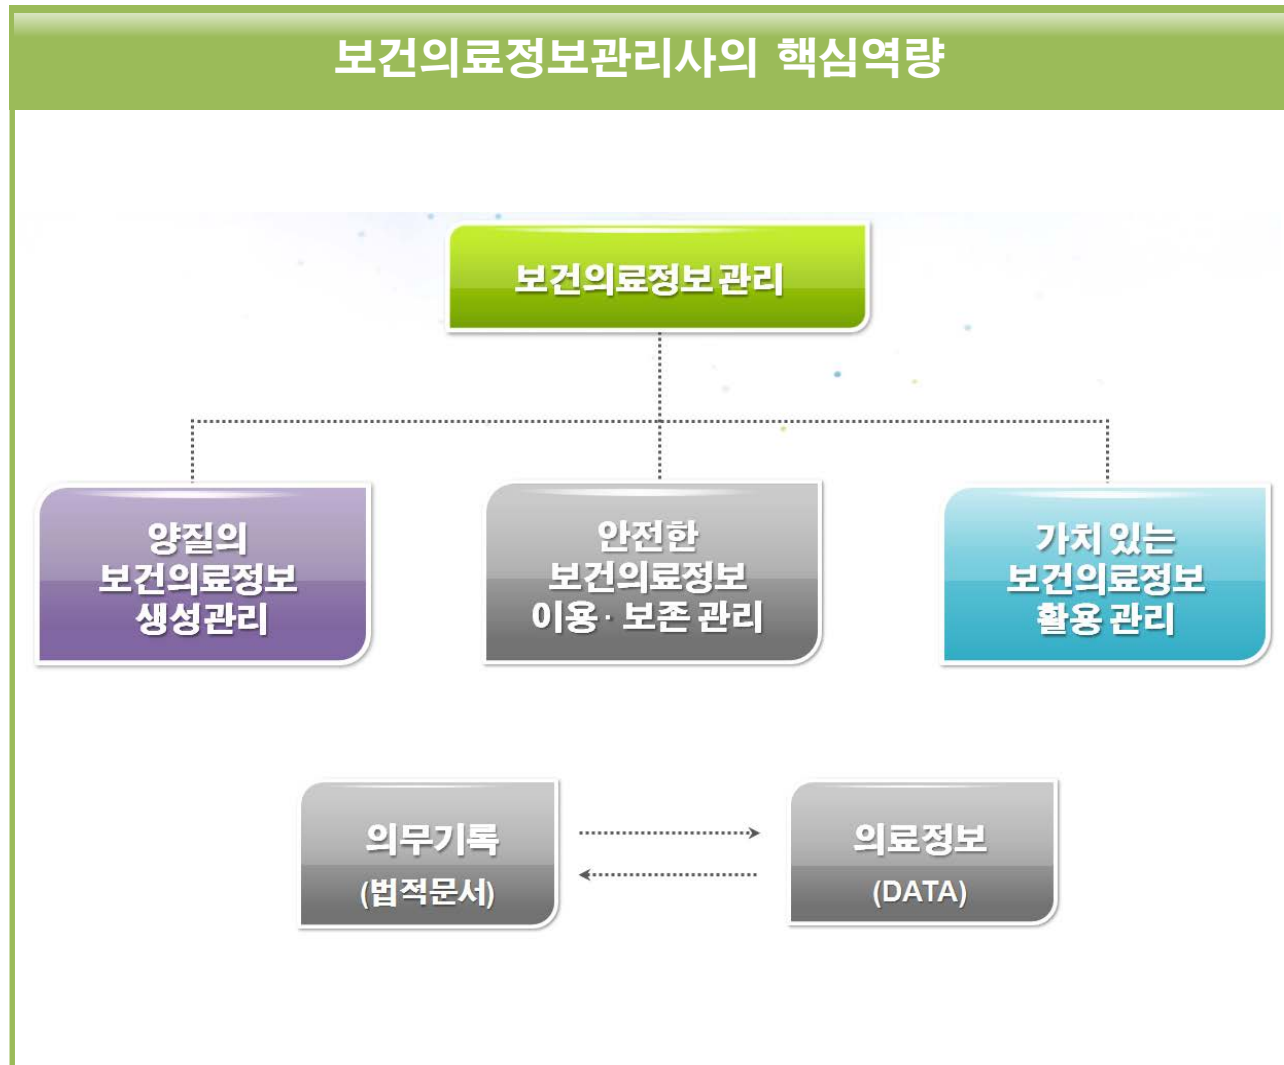 보건의료정보관리사의 핵심역량
보건의료정보 관리
양질의
보건의료정보
생성관리
안전한
보건의료정보
이용· 보존 관리
가치 있는
보건의료정보
활용 관리
의무기록
(법적문서)
의료정보
(DATA)